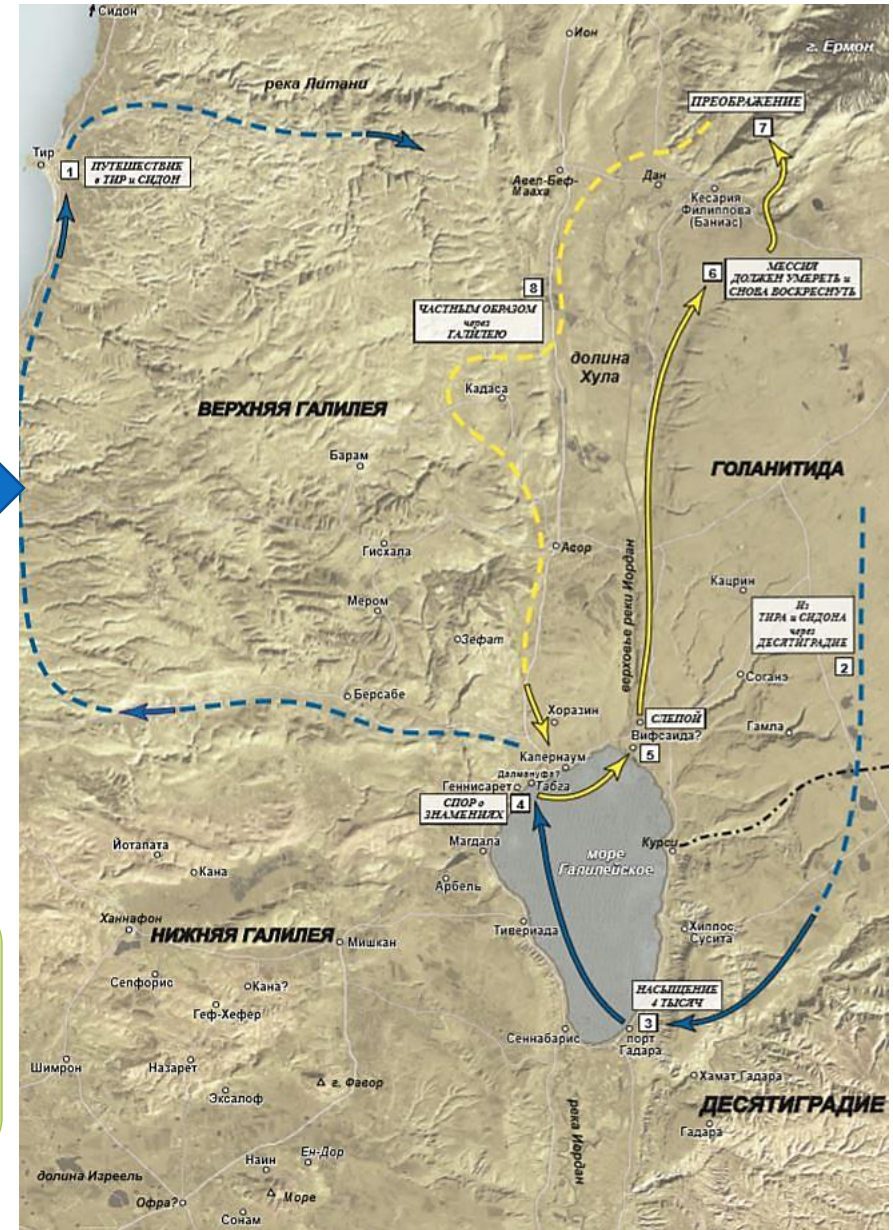 Сидон
Ион
г. Ермон
река Литани
ПРЕОБРАЖЕНИЕ
7
Тир
1
ПУТЕШЕСТВИЕ
в ТИР и СИДОН
Авел-Беф-
Мааха
Дан
Кесария
Филиппова
(Баниас)
6
МЕССИЯ
ДОЛЖЕН УМЕРЕТЬ и
СНОВА ВОСКРЕСНУТЬ
8
ЧАСТНЫМ ОБРАЗОМ
через
ГАЛИЛЕЮ
долина
Хула
Кадаса
ВЕРХНЯЯ ГАЛИЛЕЯ
Барам
ГОЛАНИТИДА
Гисхала
Асор
Кацрин
Мером
Из
ТИРА и СИДОНА
через
ДЕСЯТИГРАДИЕ
2
Зефат
верховье реки Иордан
Соганэ
Берсабе
Хоразин
СЛЕПОЙ
Вифсаида?
5
Гамла
Капернаум
Далмануфа?
Табга
Геннисарет
4
СПОР о
ЗНАМЕНИЯХ
Йотапата
Магдала
море
Галилейское
Курси
Кана
Арбель
Ханнафон
НИЖНЯЯ ГАЛИЛЕЯ
Мишкан
Тивериада
Хиппос,
Сусита
Сепфорис
Кана?
Геф-Хефер
НАСЫЩЕНИЕ
4 ТЫСЯЧ
3
порт
Гадара
Сеннабарис
Шимрон
Назарет
г. Фавор
Эксалоф
Хамат Гадара
ДЕСЯТИГРАДИЕ
Гадара
река Иордан
Наин
Ен-Дор
долина Изреель
Офра?
Море
Сонам